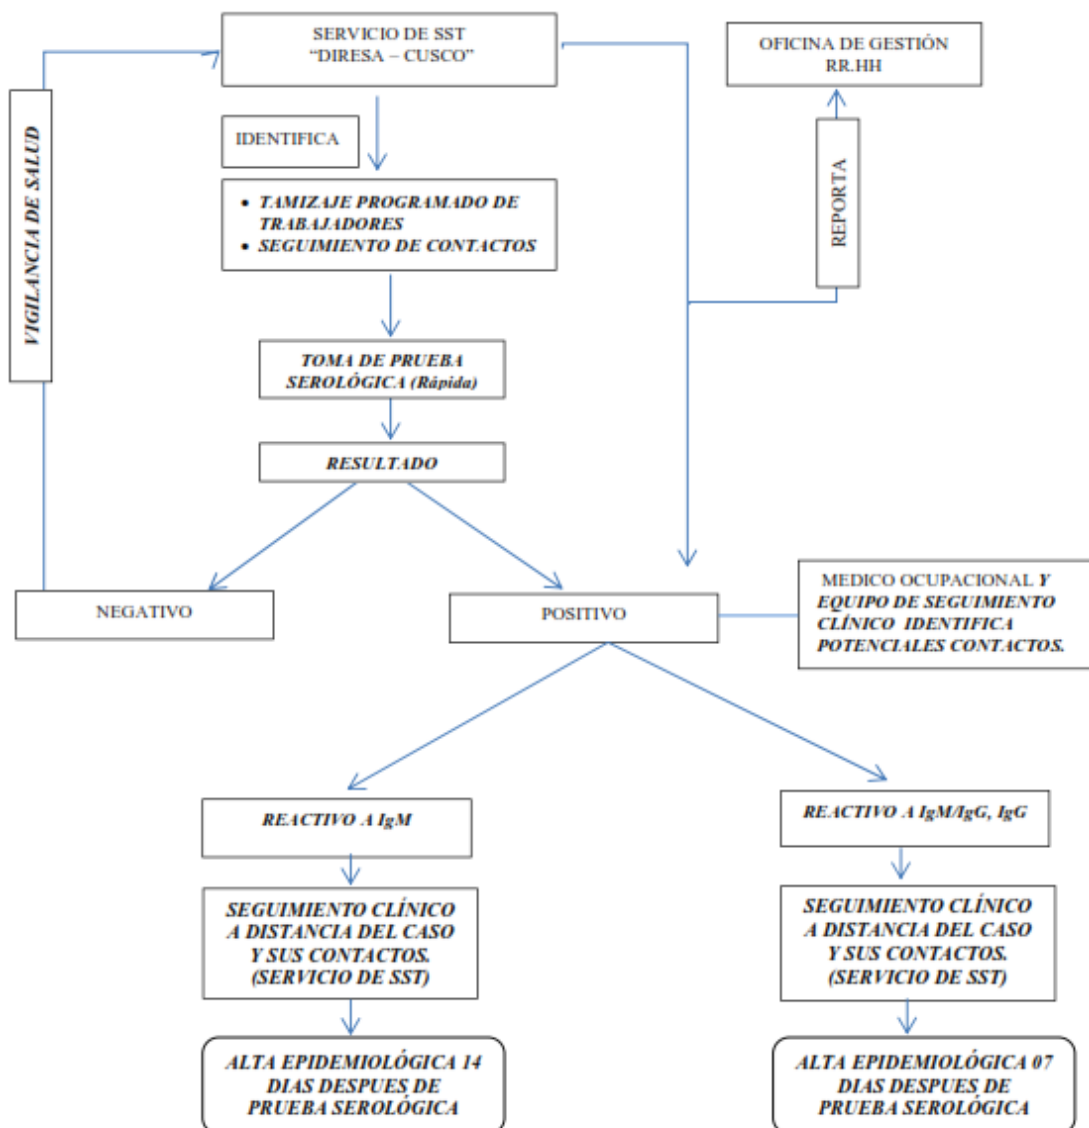 SERVICIO DE SST
“DIRESA – CUSCO”
OFICINA DE GESTIÓN
RR.HH
VIGILANCIA DE SALUD
IDENTIFICA
REPORTA
• TAMIZAJE PROGRAMADO DE
TRABAJADORES
• SEGUIMIENTO DE CONTACTOS
TOMA DE PRUEBA
SEROLÓGICA (Rápida)
RESULTADO
NEGATIVO
POSITIVO
MEDICO OCUPACIONAL Y
EQUIPO DE SEGUIMIENTO
CLÍNICO IDENTIFICA
POTENCIALES CONTACTOS.
REACTIVO A IgM
SEGUIMIENTO CLÍNICO
A DISTANCIA DEL CASO
Y SUS CONTACTOS.
(SERVICIO DE SST)
ALTA EPIDEMIOLÓGICA 14
DIAS DESPUES DE
PRUEBA SEROLÓGICA
REACTIVO A IgM/IgG, IgG
SEGUIMIENTO CLÍNICO
A DISTANCIA DEL CASO
Y SUS CONTACTOS.
(SERVICIO DE SST)
ALTA EPIDEMIOLÓGICA 07
DIAS DESPUES DE
PRUEBA SEROLÓGICA